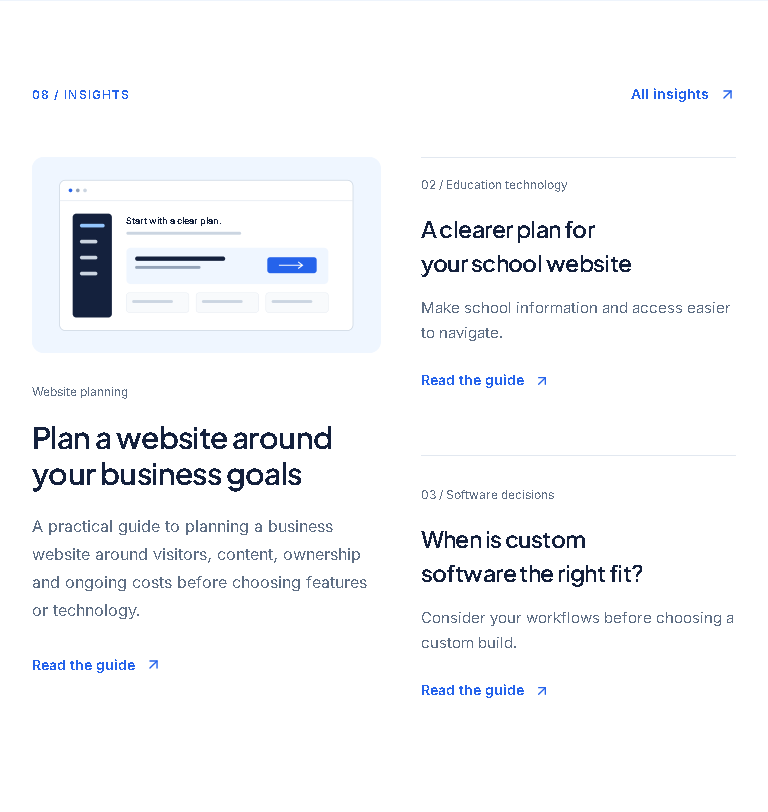 08 / INSIGHTS
All insights
Start with a clear plan.
Website planning
Plan a website around
your business goals
A practical guide to planning a business
website around visitors, content, ownership
and ongoing costs before choosing features
or technology.
Read the guide
02 / Education technology
A clearer plan for
your school website
Make school information and access easier
to navigate.
Read the guide
03 / Software decisions
When is custom
software the right fit?
Consider your workflows before choosing a
custom build.
Read the guide